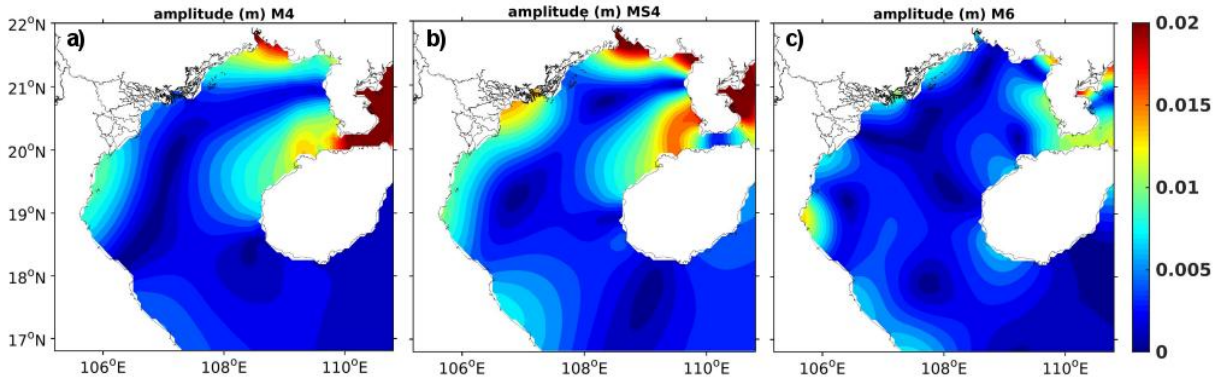 amplitude (m) M4
amplitude (m) MS4
amplitude (m) M6
a)
b)
c)
22°N
21°N
20°N
19°N
18°N
17°N
106°E
108°E
110°E
106°E
108°E
110°E
106°E
108°E
110°E
0.02
0.015
0.01
0.005
0